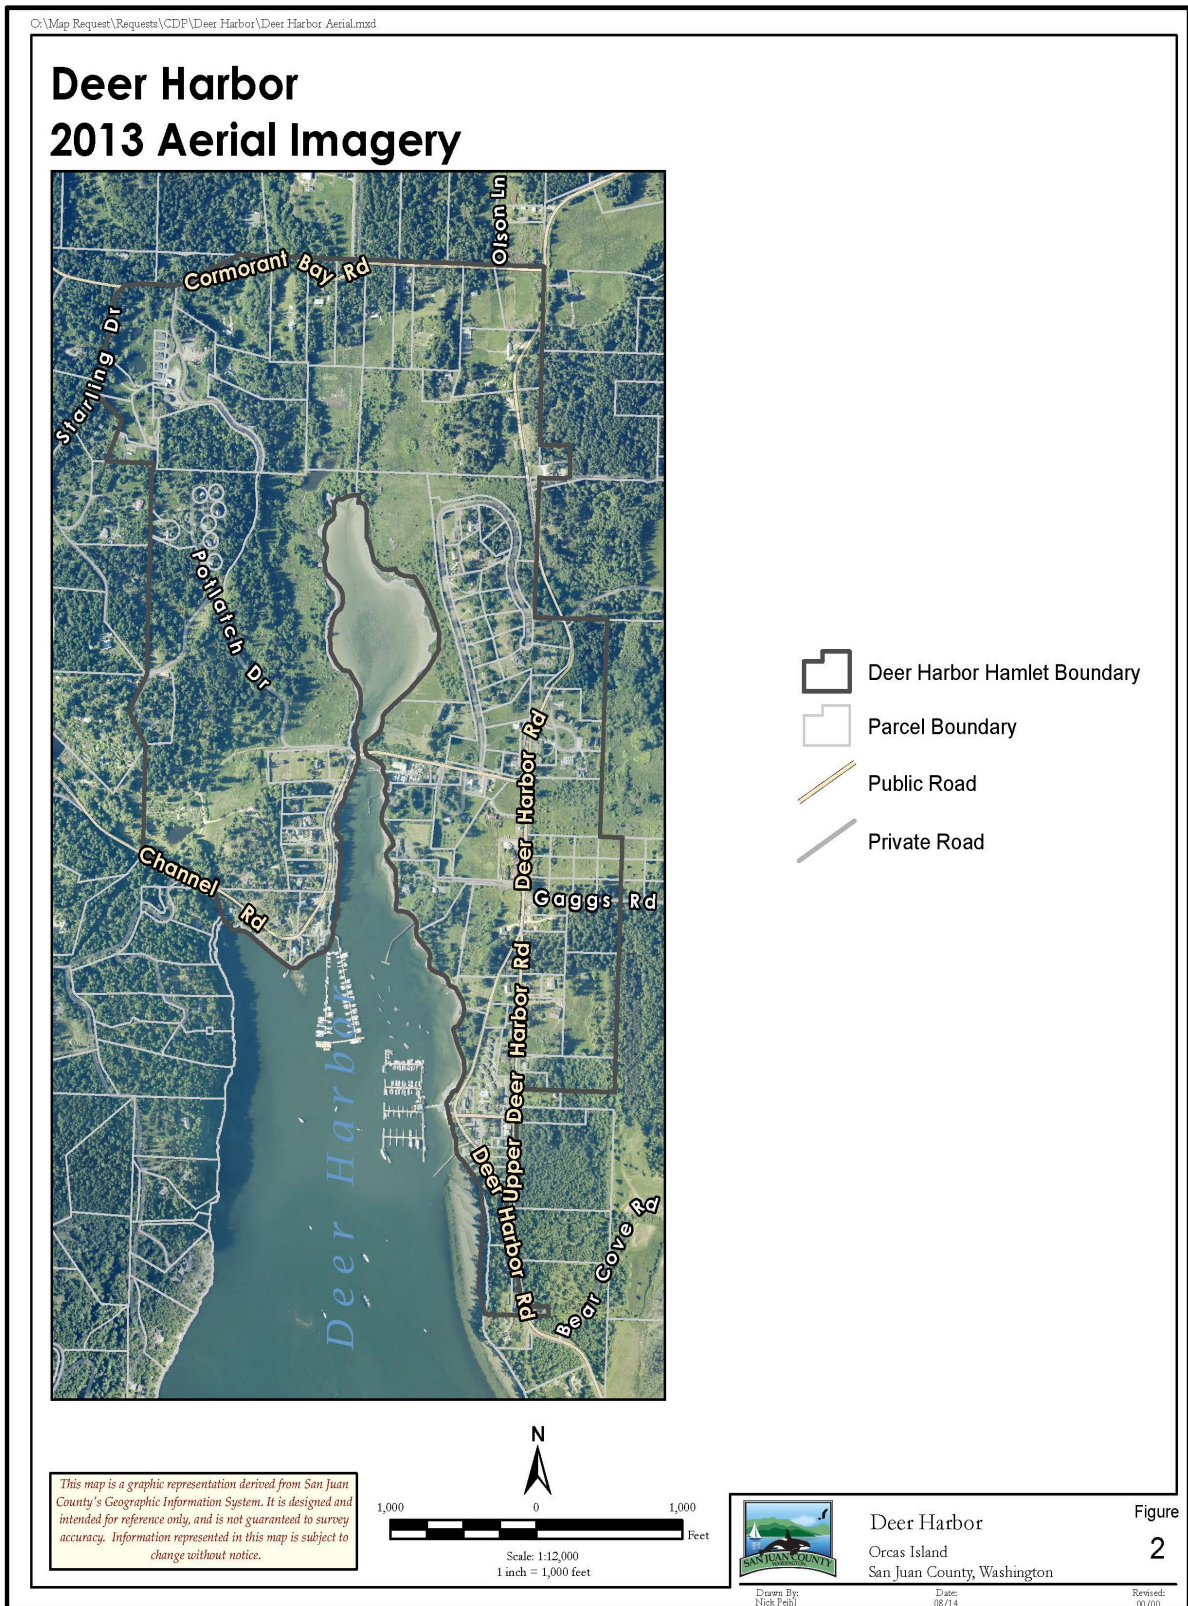 O:\Map Request\Requests\CDP\Deer Harbor\Deer Harbor Aerial.mxd
Deer Harbor
2013 Aerial Imagery
Olson Ln
Cormorant Bay Rd
Starling Dr
Potlatch Dr
Deer Harbor Rd
Channel Rd
Gaggs Rd
Upper Deer Harbor Rd
Deer Harbor
Deer Harbor Rd
Bear Cove Rd
Deer Harbor Hamlet Boundary
Parcel Boundary
Public Road
Private Road
This map is a graphic representation derived from San Juan
County's Geographic Information System. It is designed and
intended for reference only, and is not guaranteed to survey
accuracy. Information represented in this map is subject to
change without notice.
N
1,000 0 1,000
Feet
Scale: 1:12,000
1 inch = 1,000 feet
SAN JUAN COUNTY
WASHINGTON
Deer Harbor
Orcas Island
San Juan County, Washington
Figure
2
Drawn By:
Nick Peihl
Date:
08/14
Revised:
00/00